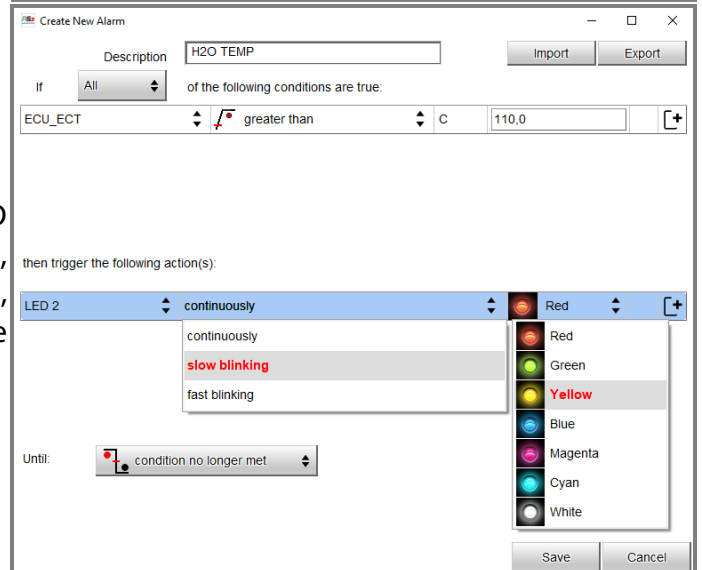 Create New Alarm
Description H2O TEMP Import Export
If All of the following conditions are true:
ECU_ECT greater than C 110,0
then trigger the following action(s):
LED 2 continuously Red
continuously Red
slow blinking Green
fast blinking Yellow
Blue
Until: condition no longer met Magenta
Cyan
White
Save Cancel